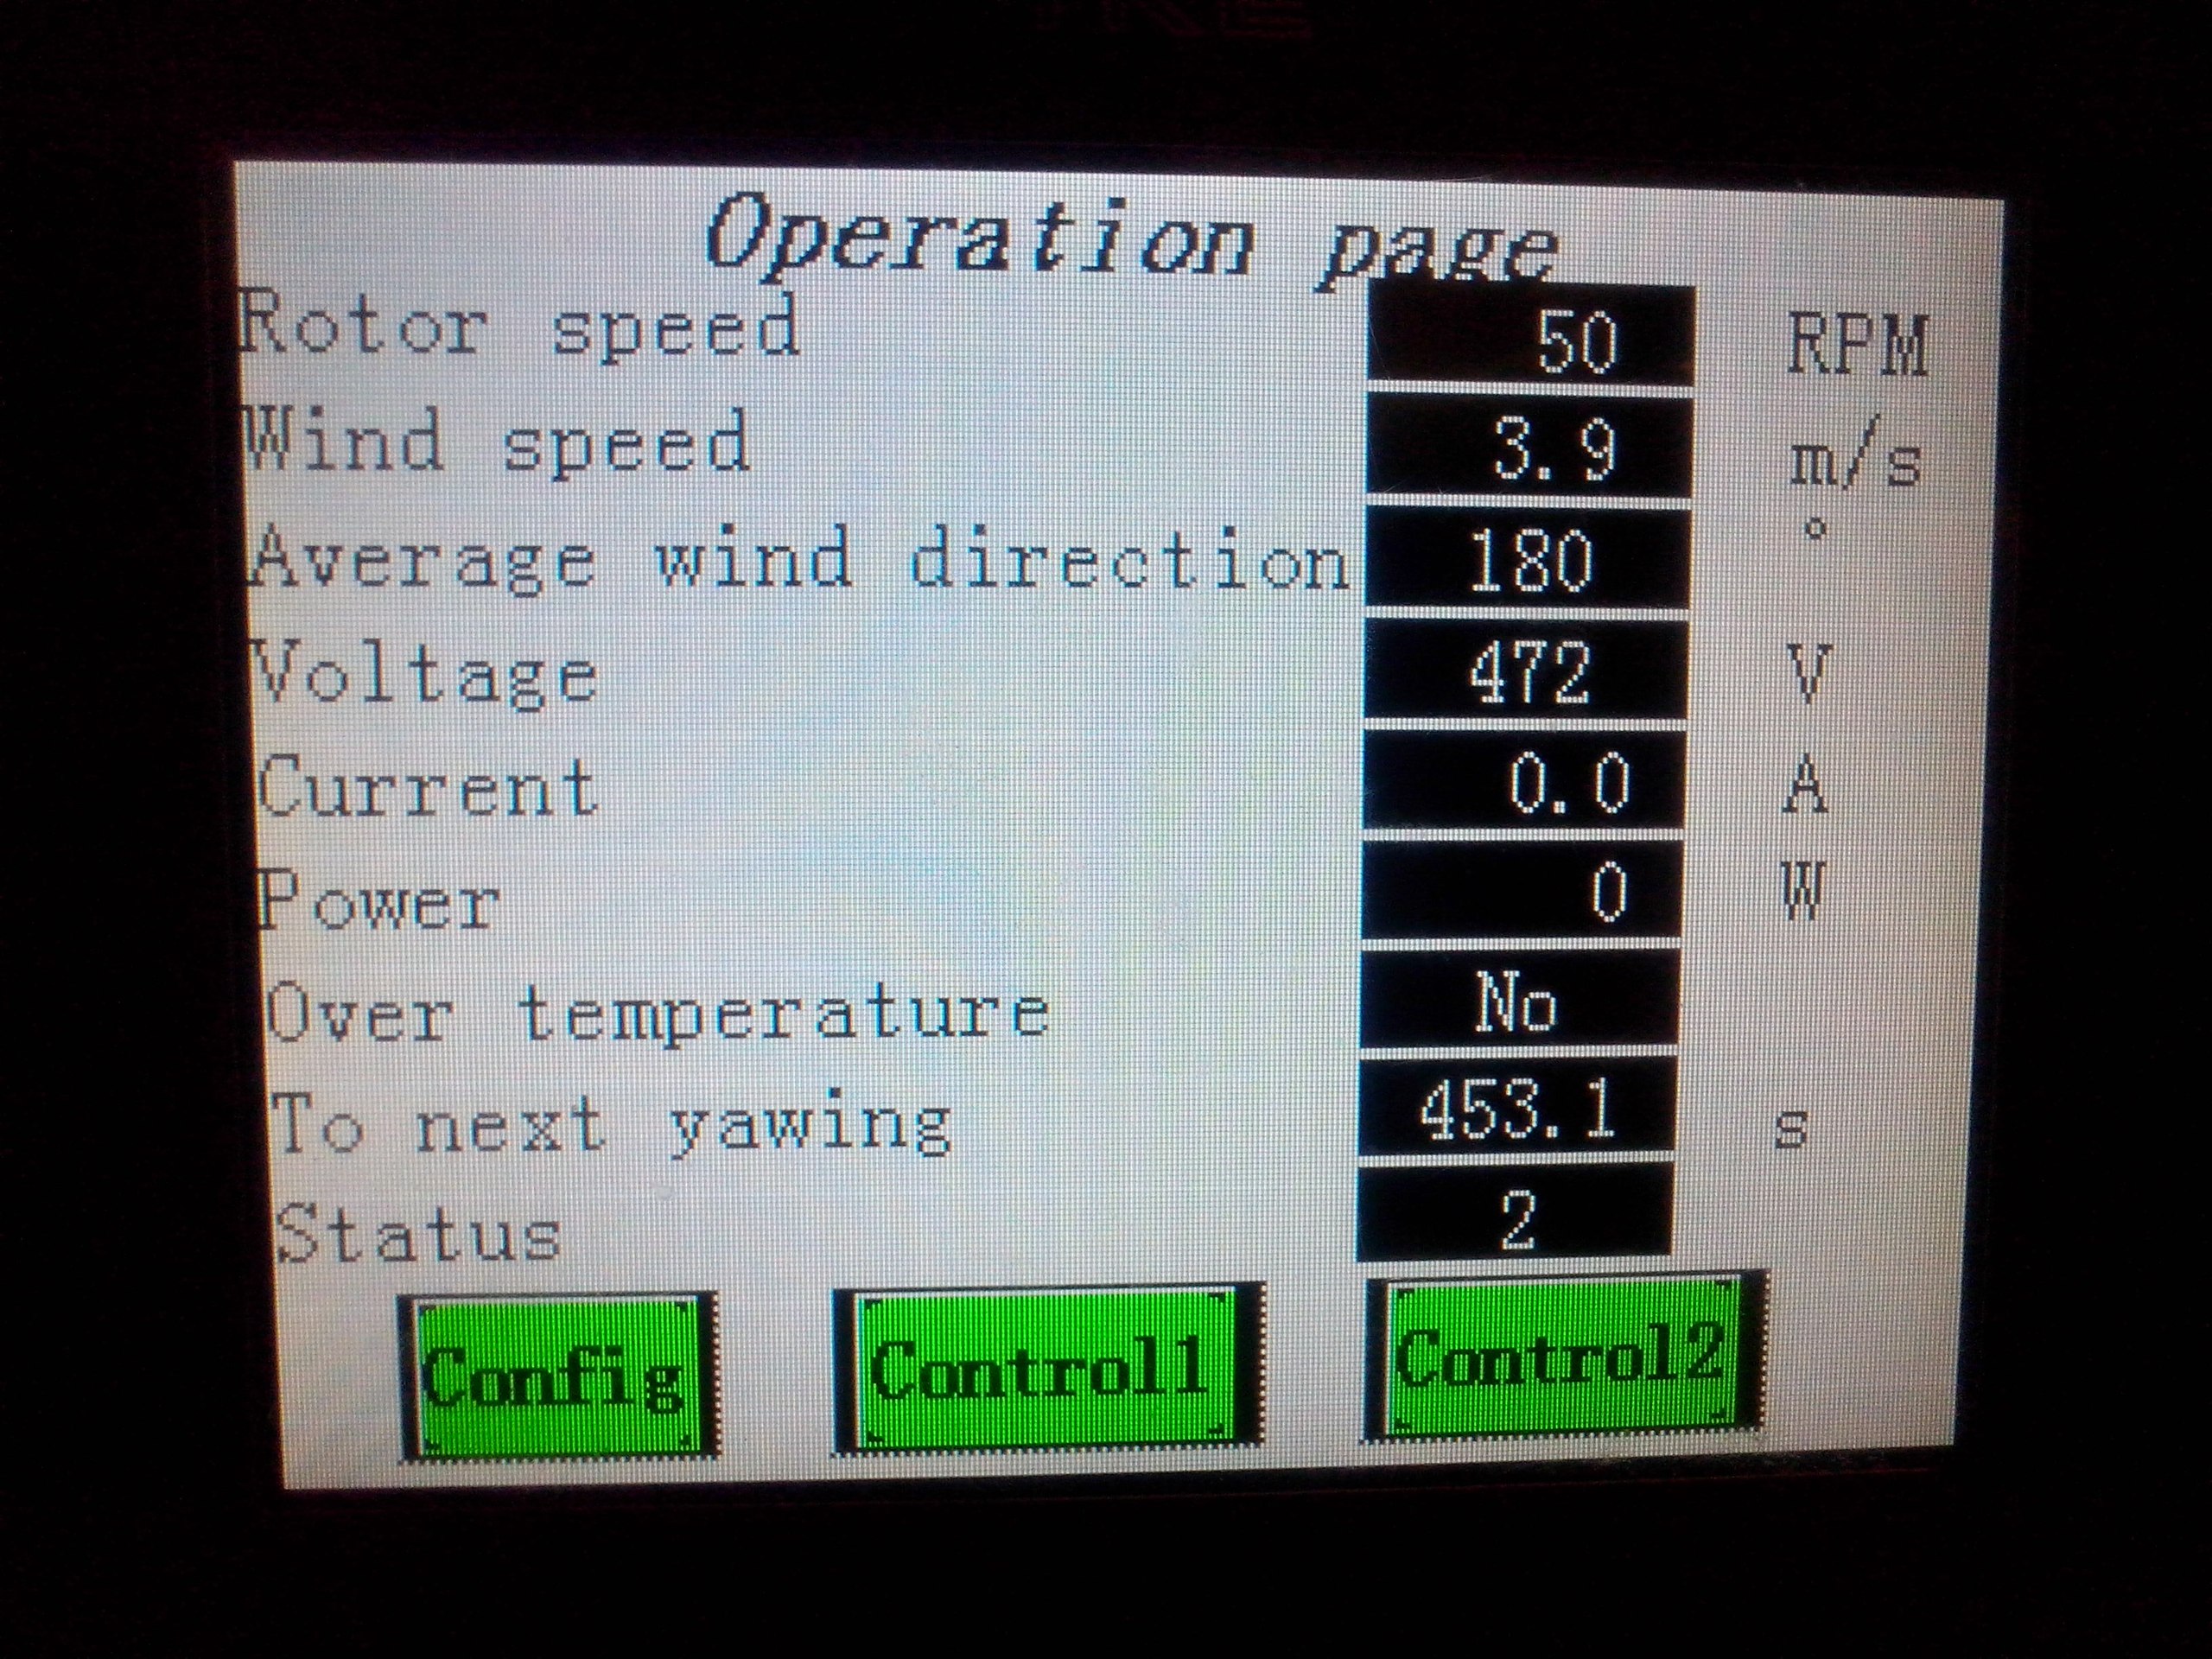 Operation page
Rotor speed 50 RPM
Wind speed 3.9 m/s
Average wind direction 180 °
Voltage 472 V
Current 0.0 A
Power 0 W
Over temperature No
To next yawing 453.1 s
Status 2
Config Control1 Control2